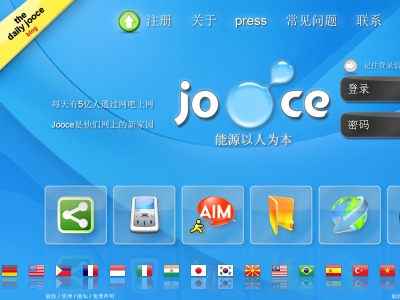 the
daily jooce
blog
注册 关于 press 常见问题 联系
记住登录信
登录
密码
每天有5亿人通过网吧上网
Jooce是他们网上的新家园
jooce
能源以人为本
AIM